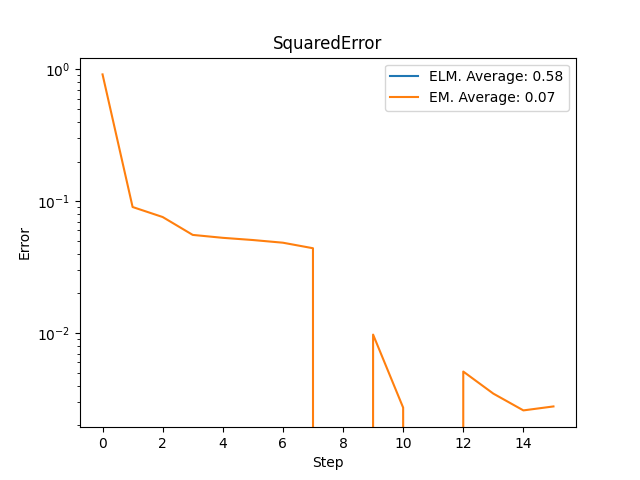 SquaredError
ELM. Average: 0.58
EM. Average: 0.07
10⁰
10⁻¹
10⁻²
Error
0 2 4 6 8 10 12 14
Step